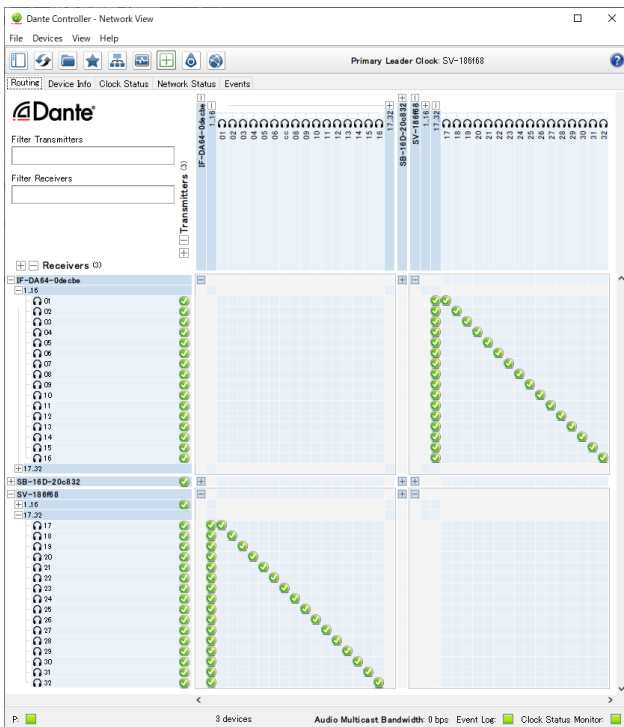 Dante Controller - Network View
File Devices View Help
Primary Leader Clock: SV-186f68
Routing Device Info Clock Status Network Status Events
Dante
Filter Transmitters
Filter Receivers
Transmitters (3)
IF-DA64-0decbe
1..16
01 02 03 04 05 06 cc 08 09 10 11 12 13 14 15 16
17..32
SB-16D-20c832
SV-186f68
1..16
17..32
17 18 19 20 21 22 23 24 25 26 27 28 29 30 31 32
Receivers (3)
IF-DA64-0decbe
1..16
01
02
03
04
05
06
07
08
09
10
11
12
13
14
15
16
17..32
SB-16D-20c832
SV-186f68
1..16
17..32
17
18
19
20
21
22
23
24
25
26
27
28
29
30
31
32
P: 3 devices Audio Multicast Bandwidth: 0 bps Event Log: Clock Status Monitor: